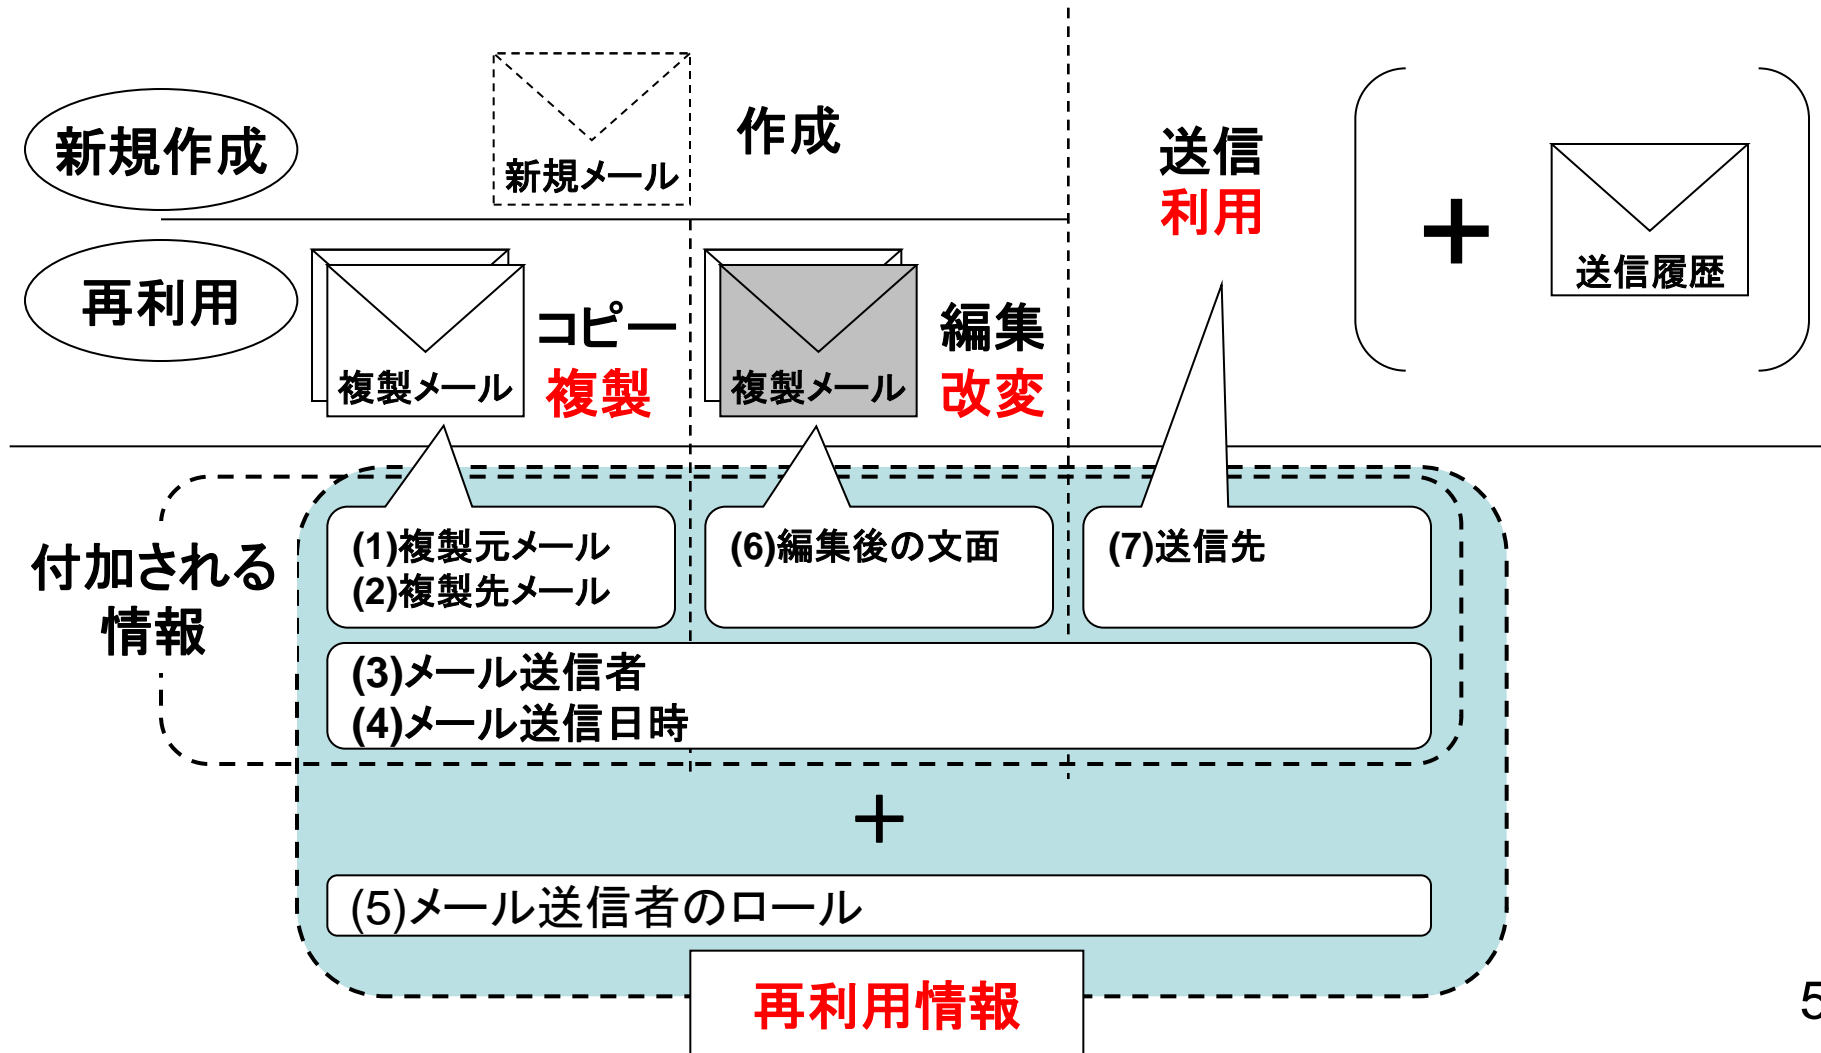 新規作成
新規メール
作成
送信
利用
＋
送信履歴
再利用
複製メール
コピー
複製
複製メール
編集
改変
付加される
情報
(1)複製元メール
(2)複製先メール
(6)編集後の文面
(7)送信先
(3)メール送信者
(4)メール送信日時
＋
(5)メール送信者のロール
再利用情報
5